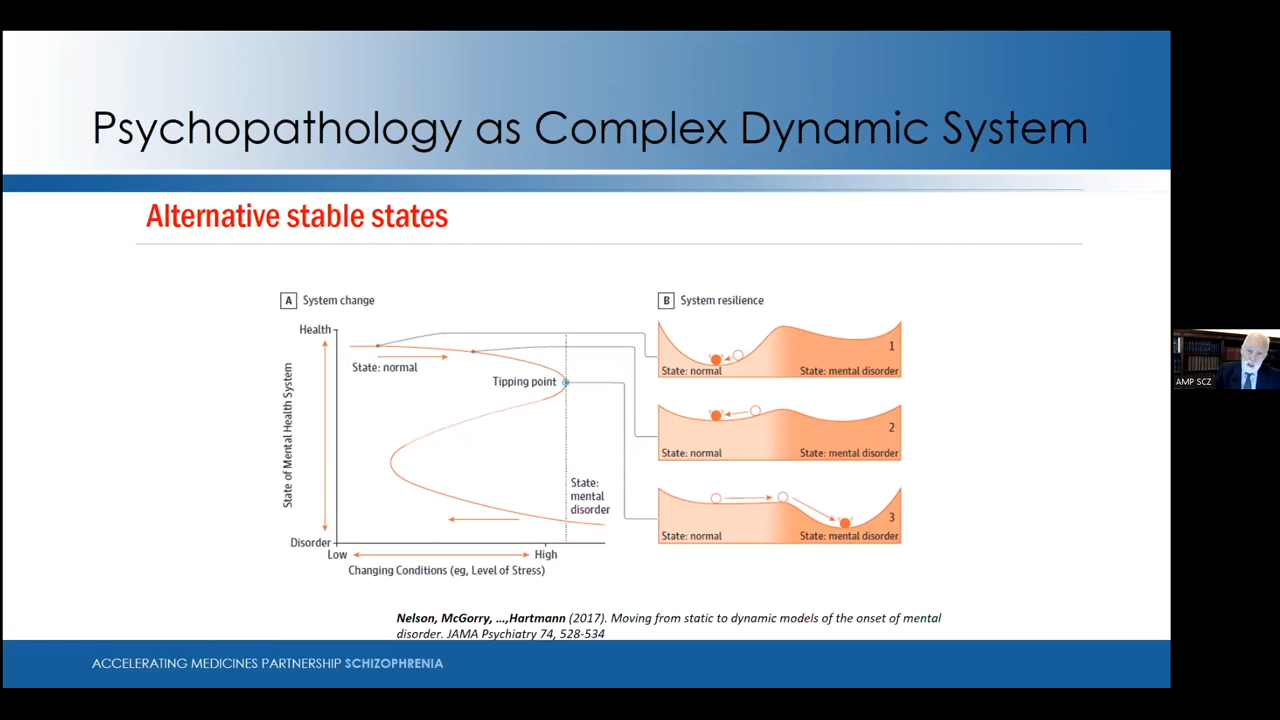 Psychopathology as Complex Dynamic System
Alternative stable states
A System change
Health
State of Mental Health System
State: normal
Tipping point
State:
mental
disorder
Disorder
Low
High
Changing Conditions (eg, Level of Stress)
B System resilience
1
State: normal
State: mental disorder
2
State: normal
State: mental disorder
3
State: normal
State: mental disorder
Nelson, McGorry, ...,Hartmann (2017). Moving from static to dynamic models of the onset of mental
disorder. JAMA Psychiatry 74, 528-534
ACCELERATING MEDICINES PARTNERSHIP SCHIZOPHRENIA
AMP SCZ